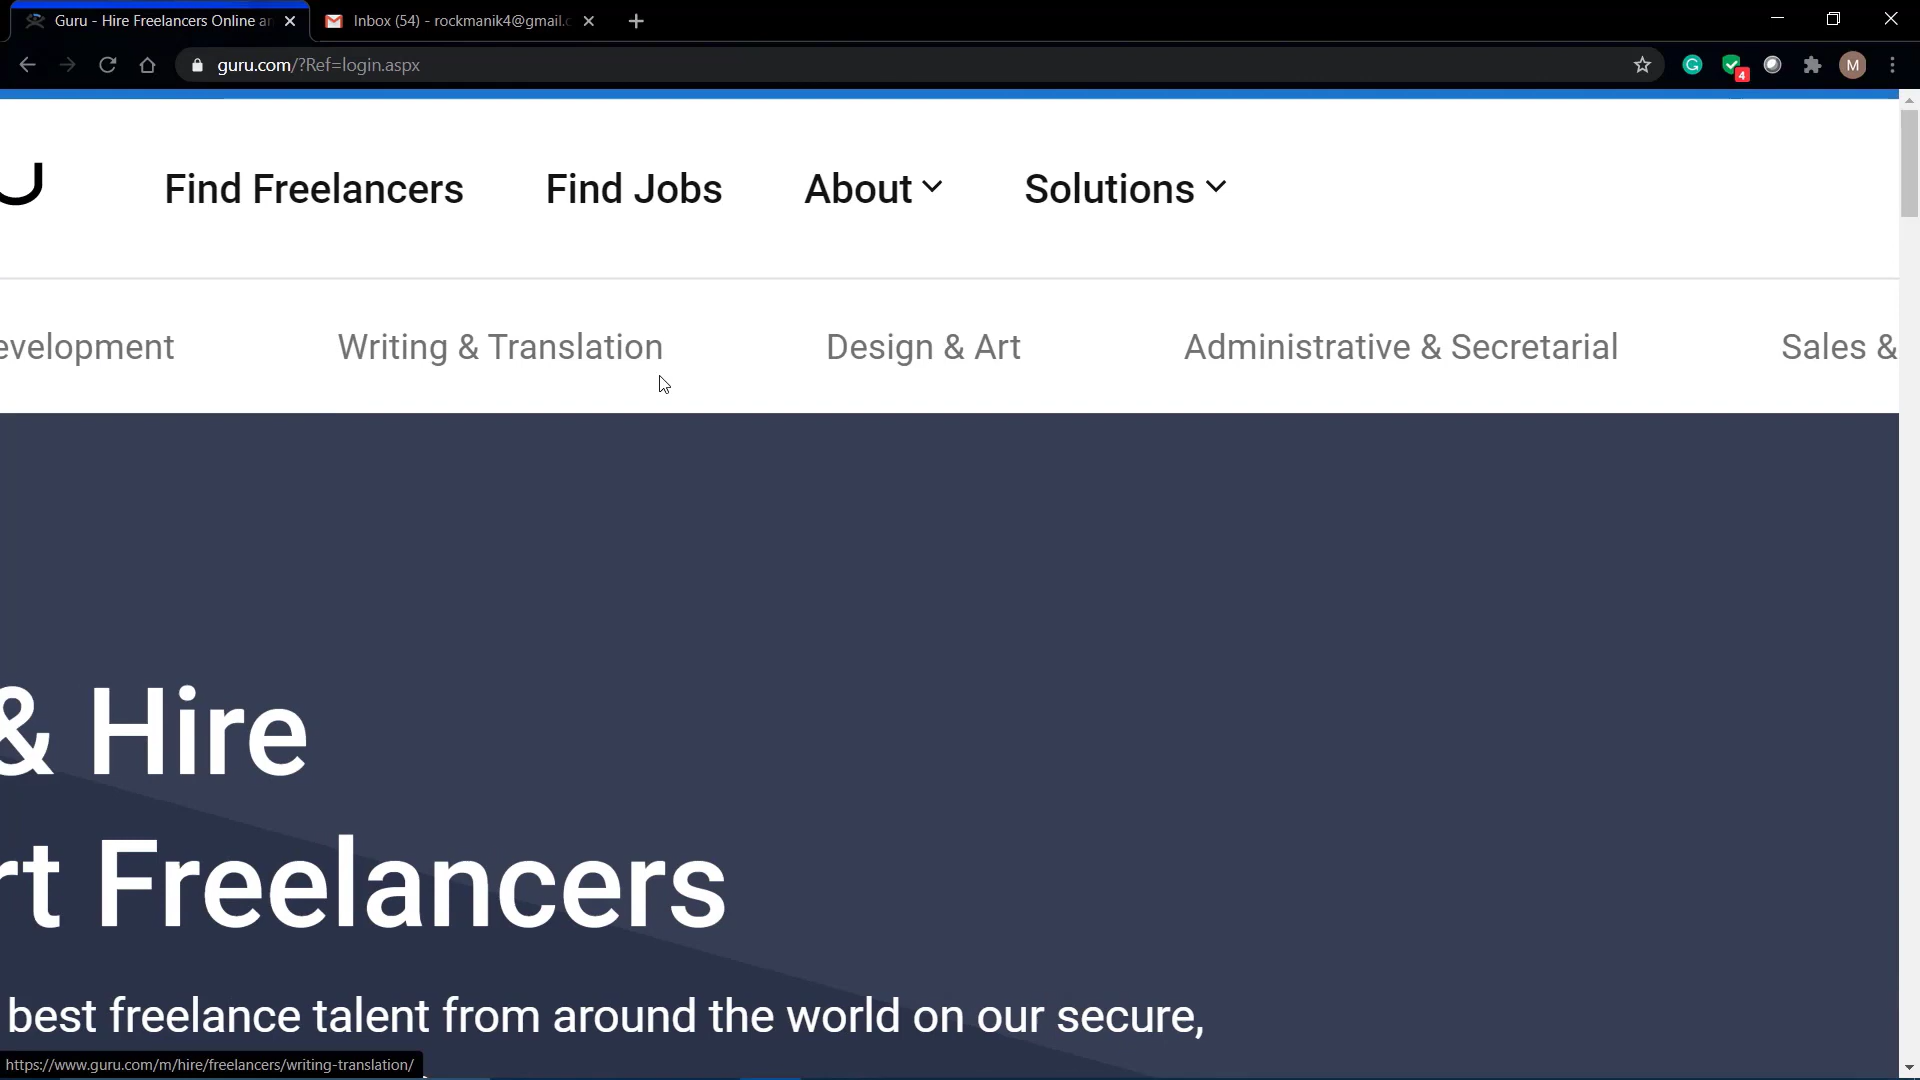 Guru - Hire Freelancers Online an
Inbox (54) - rockmanik4@gmail.c
guru.com/?Ref=login.aspx
4
M
Find Freelancers
Find Jobs
About
Solutions
evelopment
Writing & Translation
Design & Art
Administrative & Secretarial
Sales &
& Hire
rt Freelancers
best freelance talent from around the world on our secure,
https://www.guru.com/m/hire/freelancers/writing-translation/